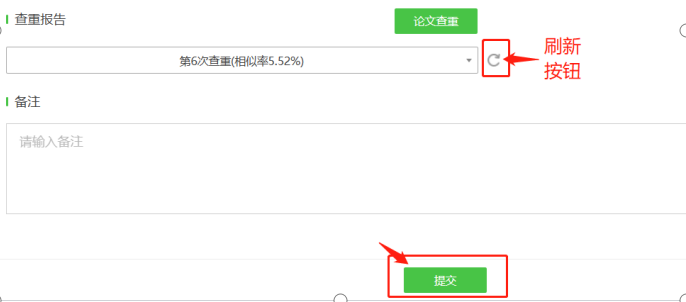 查重报告
论文查重
第6次查重(相似率5.52%)
刷新
按钮
备注
请输入备注
提交